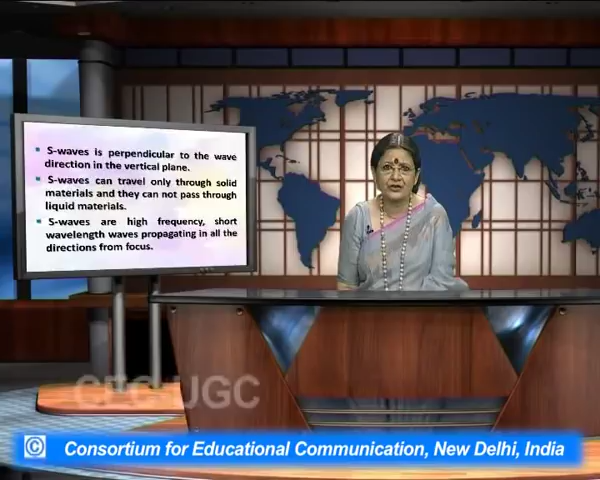 S-waves is perpendicular to the wave
direction in the vertical plane.
S-waves can travel only through solid
materials and they can not pass through
liquid materials.
S-waves are high frequency, short
wavelength waves propagating in all the
directions from focus.
CEC-UGC
© Consortium for Educational Communication, New Delhi, India